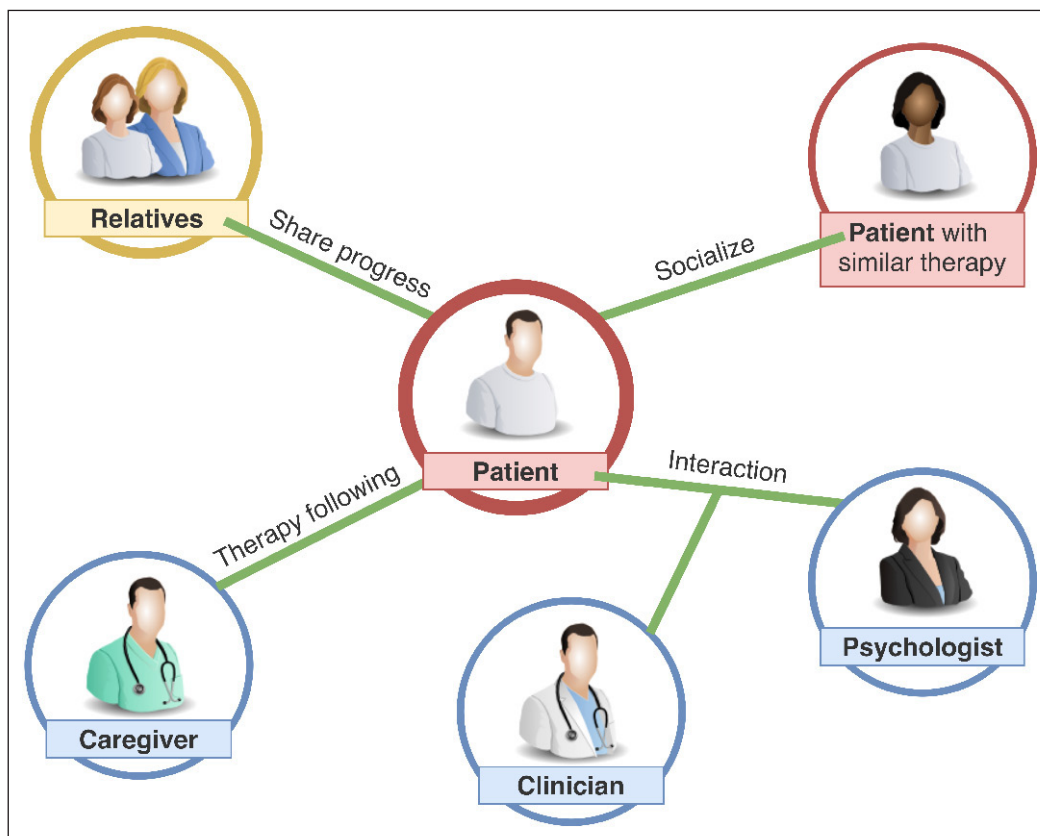 Relatives
Share progress
Socialize
Patient with
similar therapy
Patient
Interaction
Therapy following
Psychologist
Caregiver
Clinician